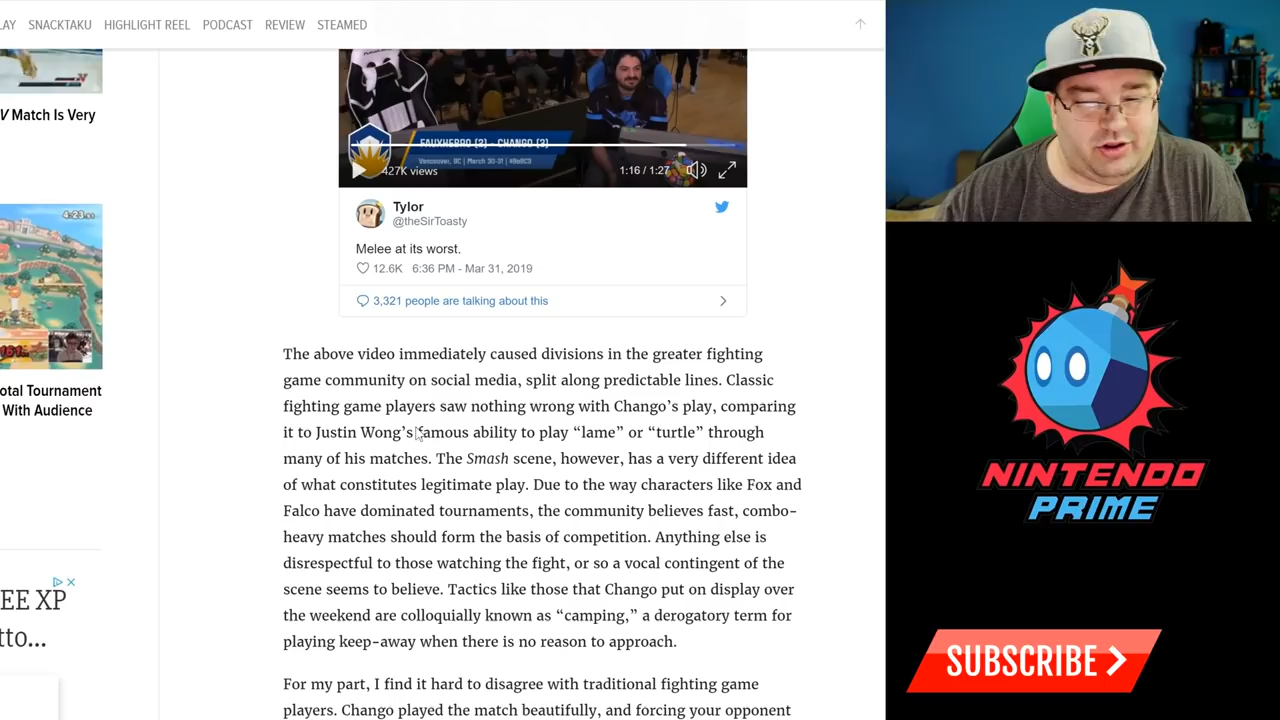 LAY SNACKTAKU HIGHLIGHT REEL PODCAST REVIEW STEAMED
V Match Is Very
FAUXHEBRO (2) - CHANGO (2)
Vancouver, BC | March 30-31 |
427K views
1:16 / 1:27
Tylor
@theSirToasty
Melee at its worst.
12.6K 6:36 PM - Mar 31, 2019
3,321 people are talking about this
4:23
otal Tournament
With Audience
EE XP
tto...
The above video immediately caused divisions in the greater fighting
game community on social media, split along predictable lines. Classic
fighting game players saw nothing wrong with Chango’s play, comparing
it to Justin Wong’s famous ability to play “lame” or “turtle” through
many of his matches. The Smash scene, however, has a very different idea
of what constitutes legitimate play. Due to the way characters like Fox and
Falco have dominated tournaments, the community believes fast, combo-
heavy matches should form the basis of competition. Anything else is
disrespectful to those watching the fight, or so a vocal contingent of the
scene seems to believe. Tactics like those that Chango put on display over
the weekend are colloquially known as “camping,” a derogatory term for
playing keep-away when there is no reason to approach.
For my part, I find it hard to disagree with traditional fighting game
players. Chango played the match beautifully, and forcing your opponent
NINTENDO
PRIME
SUBSCRIBE